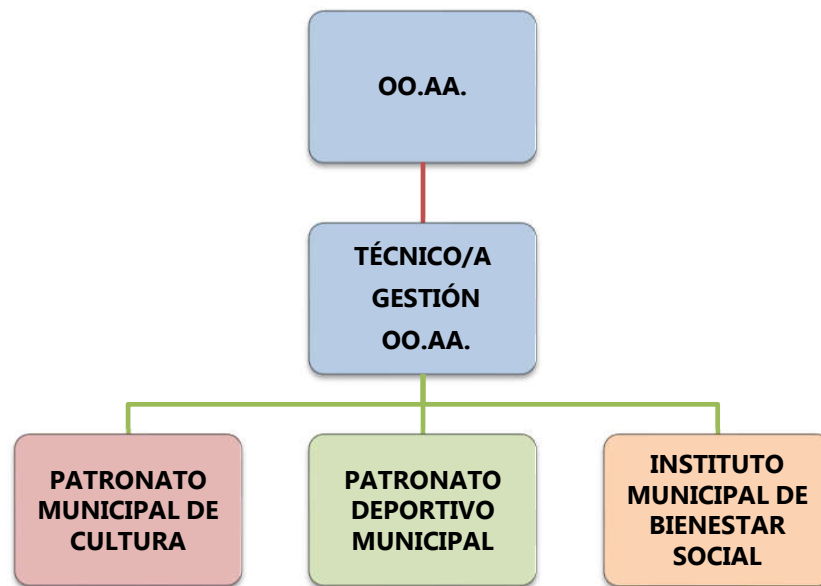 OO.AA.
TÉCNICO/A
GESTIÓN
OO.AA.
PATRONATO
MUNICIPAL DE
CULTURA
PATRONATO
DEPORTIVO
MUNICIPAL
INSTITUTO
MUNICIPAL DE
BIENESTAR
SOCIAL